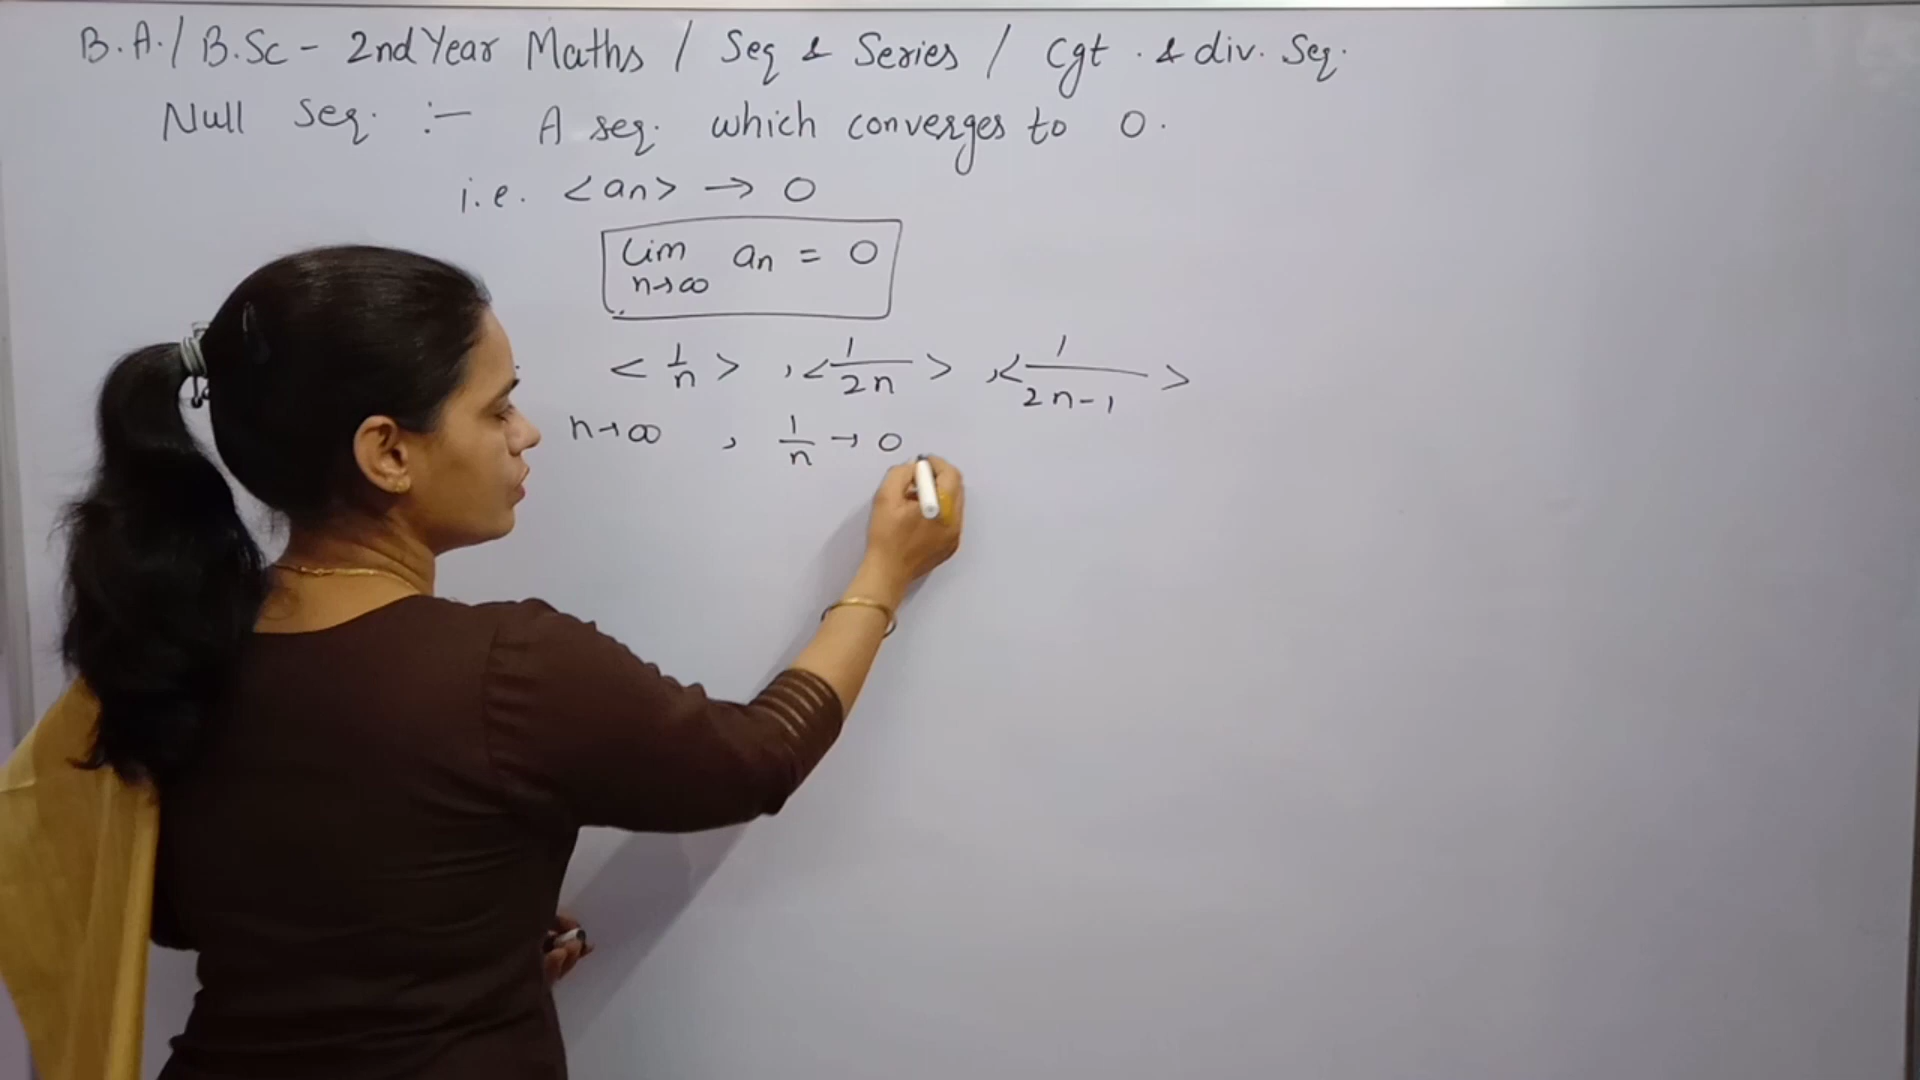 B.A./ B.Sc - 2nd Year Maths / Seq & Series / Cgt . & div. Seq.
Null Seq. :- A seq. which converges to 0.
i.e. <an> → 0
lim n→∞ an = 0
< 1/n > , < 1/2n > , < 1/2n-1 >
n→∞ , 1/n → 0